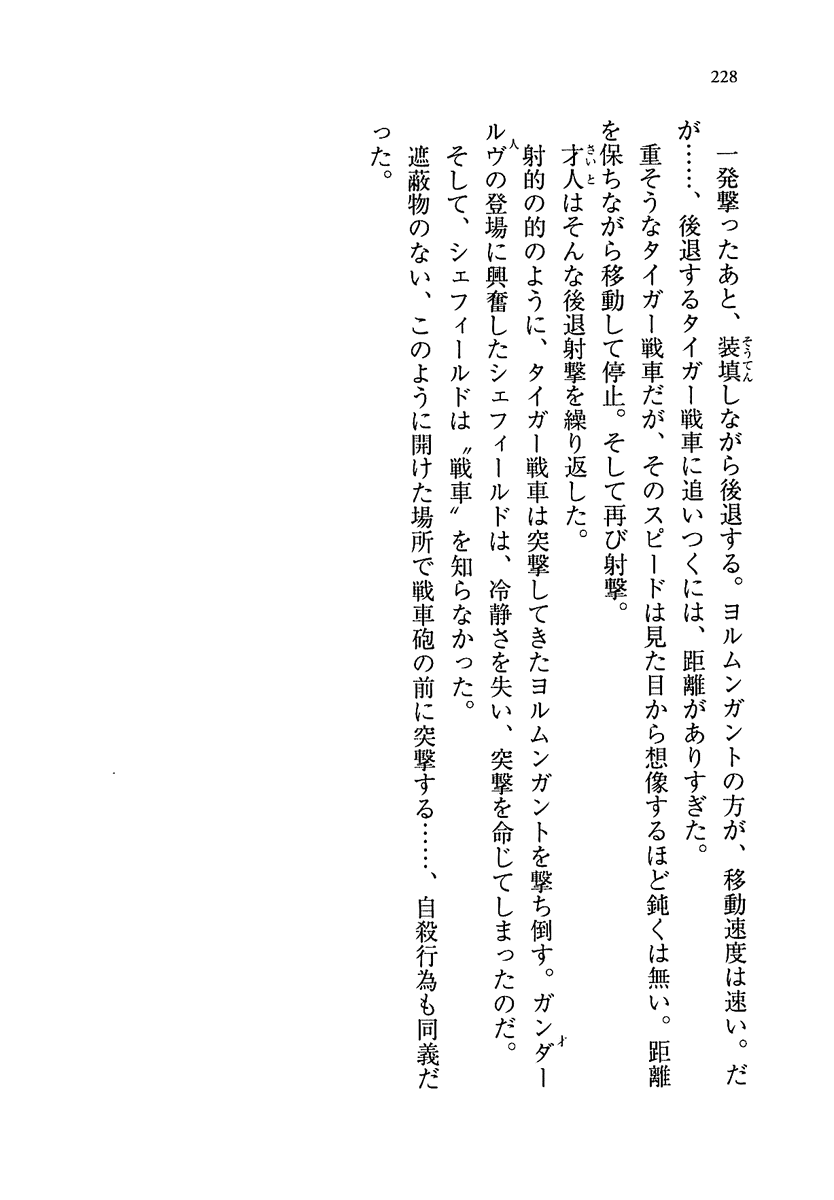 228
一発撃ったあと、装填しながら後退する。ヨルムンガントの方が、移動速度は速い。だ
が……、後退するタイガー戦車に追いつくには、距離がありすぎた。
重そうなタイガー戦車だが、そのスピードは見た目から想像するほど鈍くは無い。距離
を保ちながら移動して停止。そして再び射撃。
才人はそんな後退射撃を繰り返した。
射的の的のように、タイガー戦車は突撃してきたヨルムンガントを撃ち倒す。ガンダー
ルヴの登場に興奮したシェフィールドは、冷静さを失い、突撃を命じてしまったのだ。
そして、シェフィールドは〝戦車〟を知らなかった。
遮蔽物のない、このように開けた場所で戦車砲の前に突撃する……、自殺行為も同義だ
った。